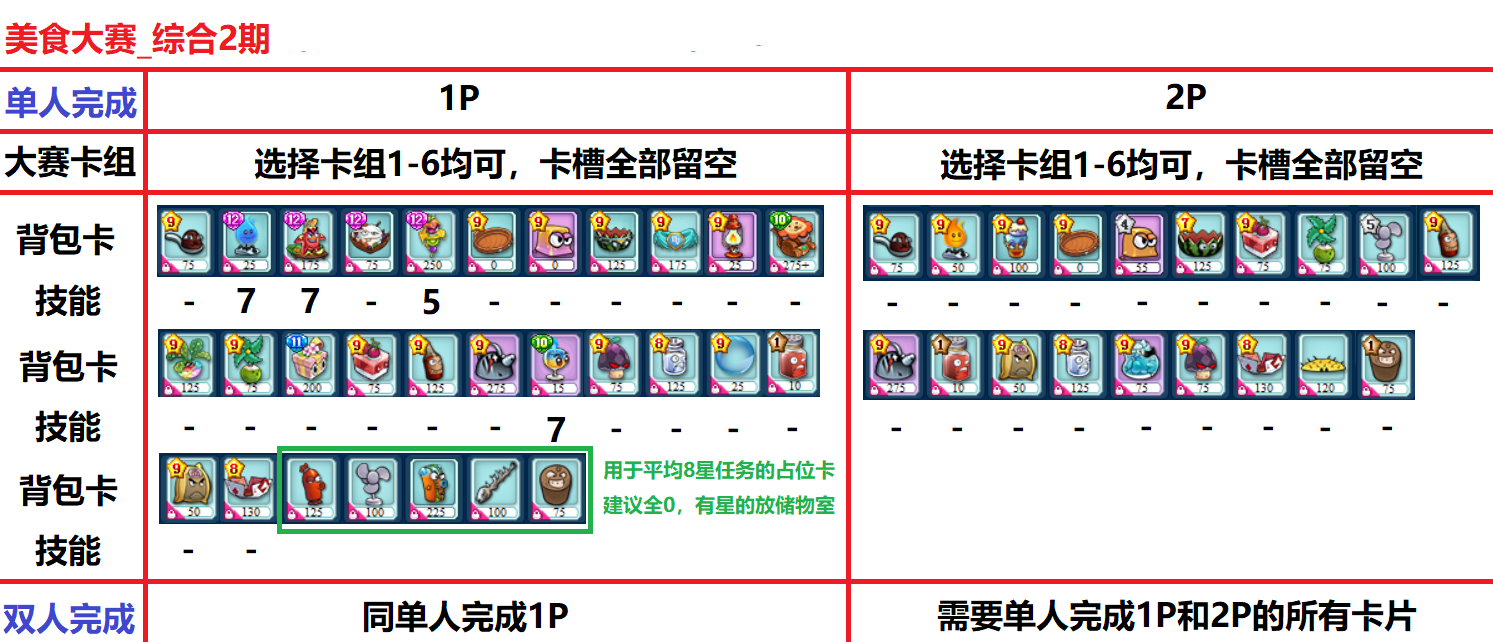 美食大赛_综合2期
单人完成 1P 2P
大赛卡组 选择卡组1-6均可，卡槽全部留空 选择卡组1-6均可，卡槽全部留空
背包卡 9 75 12 25 12 175 12 75 12 250 9 0 9 0 9 125 9 175 9 25 10 275+ 9 75 9 50 9 100 9 0 4 55 7 125 9 75 75 5 100 9 125
技能 - 7 7 - 5 - - - - - - - - - - - - - - - -
背包卡 9 125 9 75 11 200 9 75 9 125 9 275 10 15 9 75 8 125 9 25 1 10 9 275 1 10 9 50 8 125 9 75 9 75 8 130 120 1 75
技能 - - - - - - 7 - - - - - - - - - - - - -
背包卡 9 50 8 130 125 100 225 100 75 用于平均8星任务的占位卡
建议全0，有星的放储物室
技能 - -
双人完成 同单人完成1P 需要单人完成1P和2P的所有卡片